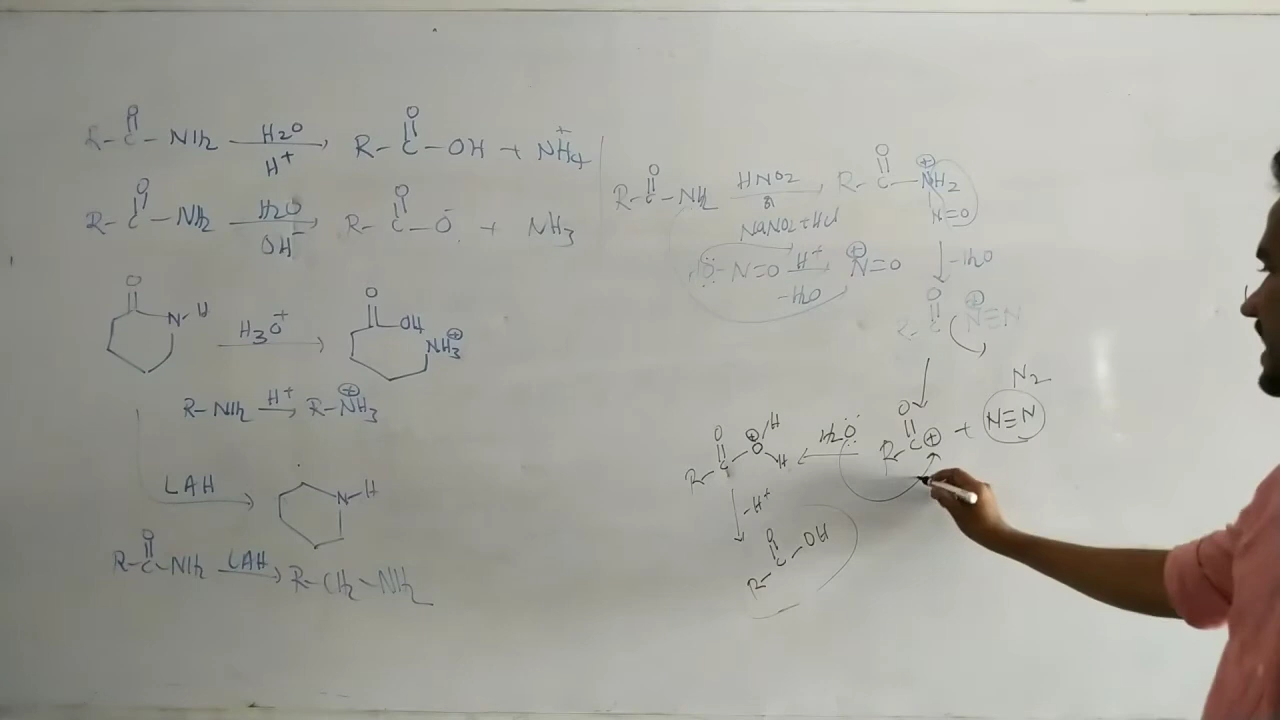 O
R-C-NH2 H2O H+ → R-C-OH + NH4+
O
O O
R-C-NH2 H2O OH- → R-C-O- + NH3
O O
N-H H3O+ → OH NH3⊕
R-NH2 H+ → R-NH3⊕
LAH → N-H
O
R-C-NH2 LAH → R-CH2-NH2
O O
R-C-NH2 HNO2 → R-C-NH2⊕
NaNO2+HCl N=O
HO-N=O H+ → N⊕=O
-H2O
↓ -H2O
O
R-C N⊕≡N
↓
N2
O
R-C⊕ + N≡N
H2O
O
R-C-O⊕ H H
↓ -H+
O
R-C-OH